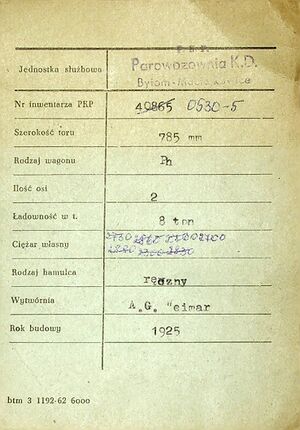 P.K.P.
Jednostka służbowa Parowozownia K.D.
Bytom-
Nr inwentarza PKP 40865 0530-5
Szerokość toru 785 mm
Rodzaj wagonu Ph
Ilość osi 2
Ładowność w t. 8 ton
Ciężar własny 2700
Rodzaj hamulca ręczny
Wytwórnia A.G. "eimar
Rok budowy 1925
btm 3 1192-62 6000